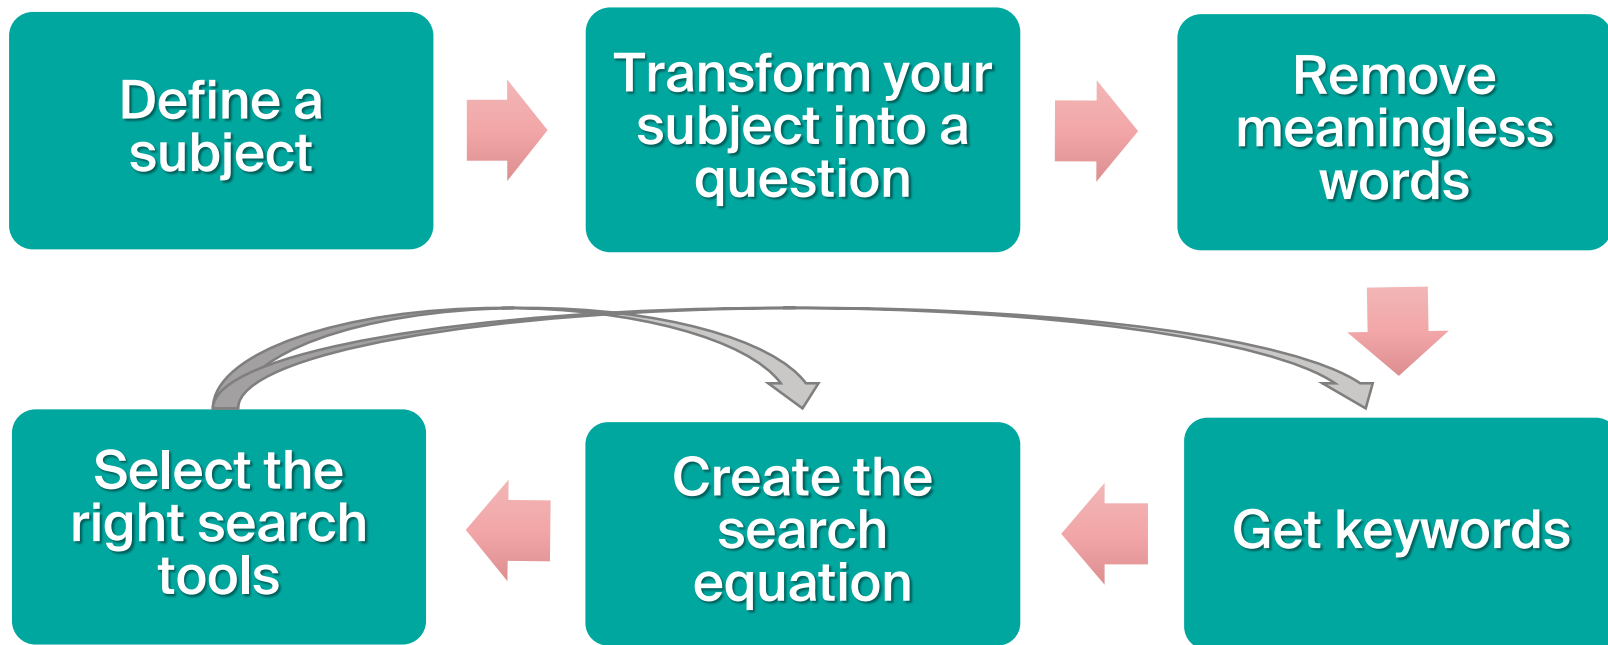 Define a
subject
Transform your
subject into a
question
Remove
meaningless
words
Get keywords
Create the
search
equation
Select the
right search
tools